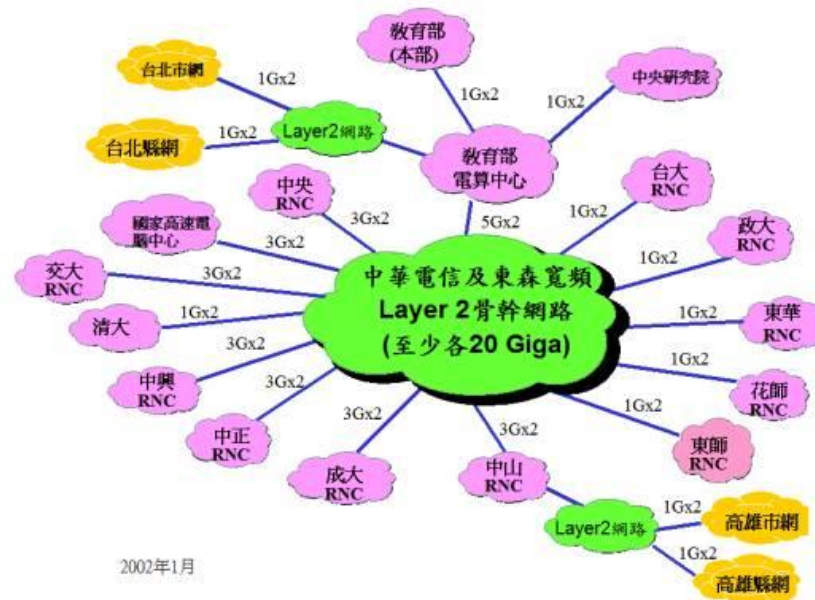 教育部
(本部)
台北市網
1Gx2
1Gx2
1Gx2
中央研究院
台北縣網
1Gx2
Layer2網路
教育部
電算中心
中央
RNC
台大
RNC
國家高速電
腦中心
3Gx2
5Gx2
1Gx2
政大
RNC
交大
RNC
3Gx2
3Gx2
1Gx2
中華電信及東森寬頻
Layer 2骨幹網路
(至少各20 Giga)
清大
1Gx2
1Gx2
東華
RNC
中興
RNC
3Gx2
1Gx2
花師
RNC
中正
RNC
3Gx2
3Gx2
3Gx2
1Gx2
東師
RNC
成大
RNC
中山
RNC
Layer2網路
1Gx2
高雄市網
1Gx2
高雄縣網
2002年1月